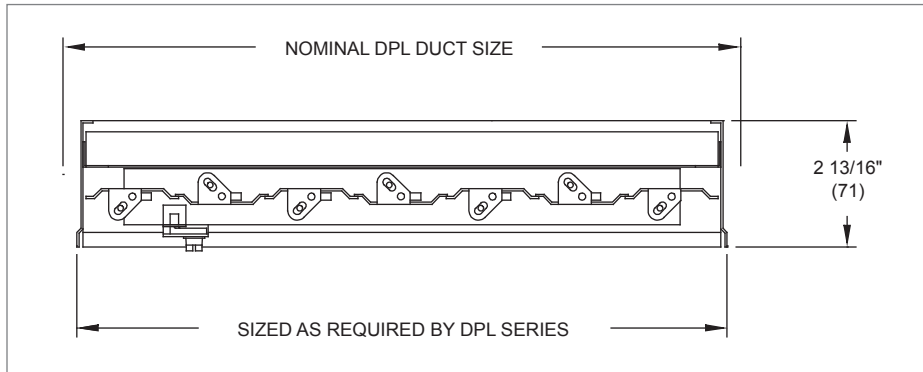 NOMINAL DPL DUCT SIZE
2 13/16"
(71)
SIZED AS REQUIRED BY DPL SERIES